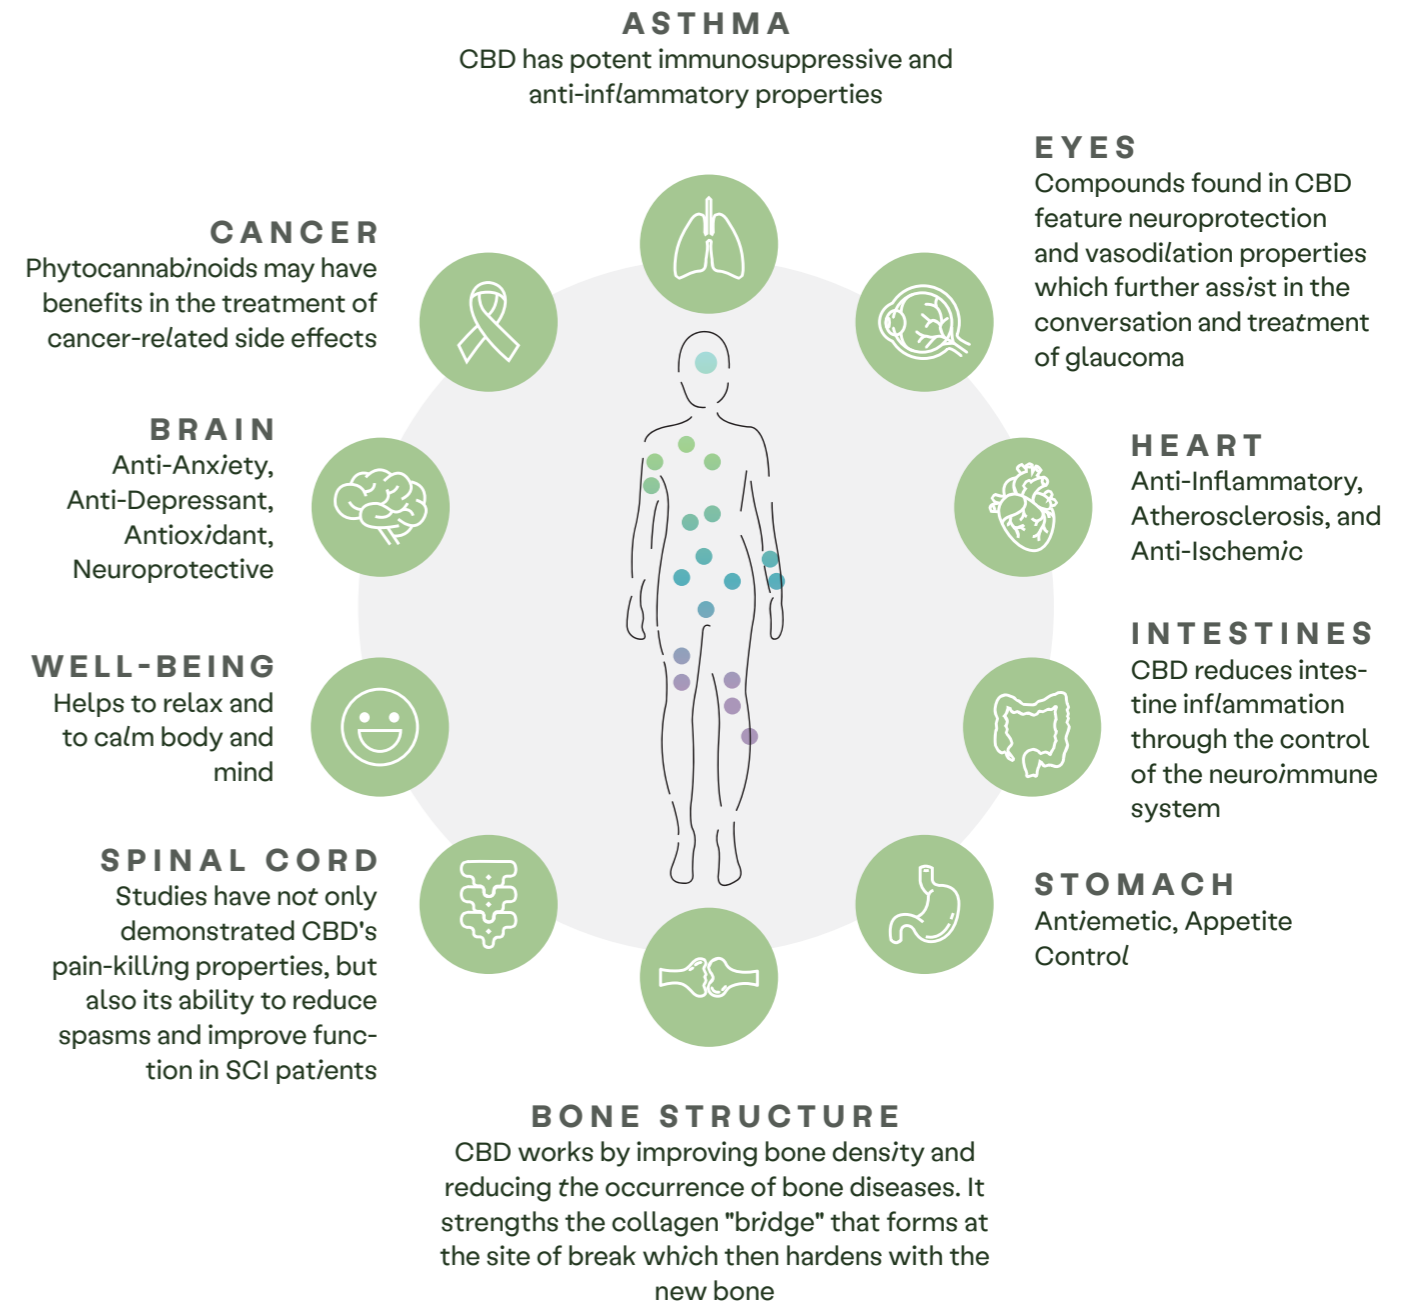 ASTHMA
CBD has potent immunosuppressive and
anti-inflammatory properties
EYES
Compounds found in CBD
feature neuroprotection
and vasodilation properties
which further assist in the
conversation and treatment
of glaucoma
CANCER
Phytocannabinoids may have
benefits in the treatment of
cancer-related side effects
BRAIN
Anti-Anxiety,
Anti-Depressant,
Antioxidant,
Neuroprotective
HEART
Anti-Inflammatory,
Atherosclerosis, and
Anti-Ischemic
WELL-BEING
Helps to relax and
to calm body and
mind
INTESTINES
CBD reduces intes-
tine inflammation
through the control
of the neuroimmune
system
SPINAL CORD
Studies have not only
demonstrated CBD's
pain-killing properties, but
also its ability to reduce
spasms and improve func-
tion in SCI patients
STOMACH
Antiemetic, Appetite
Control
BONE STRUCTURE
CBD works by improving bone density and
reducing the occurrence of bone diseases. It
strengths the collagen "bridge" that forms at
the site of break which then hardens with the
new bone